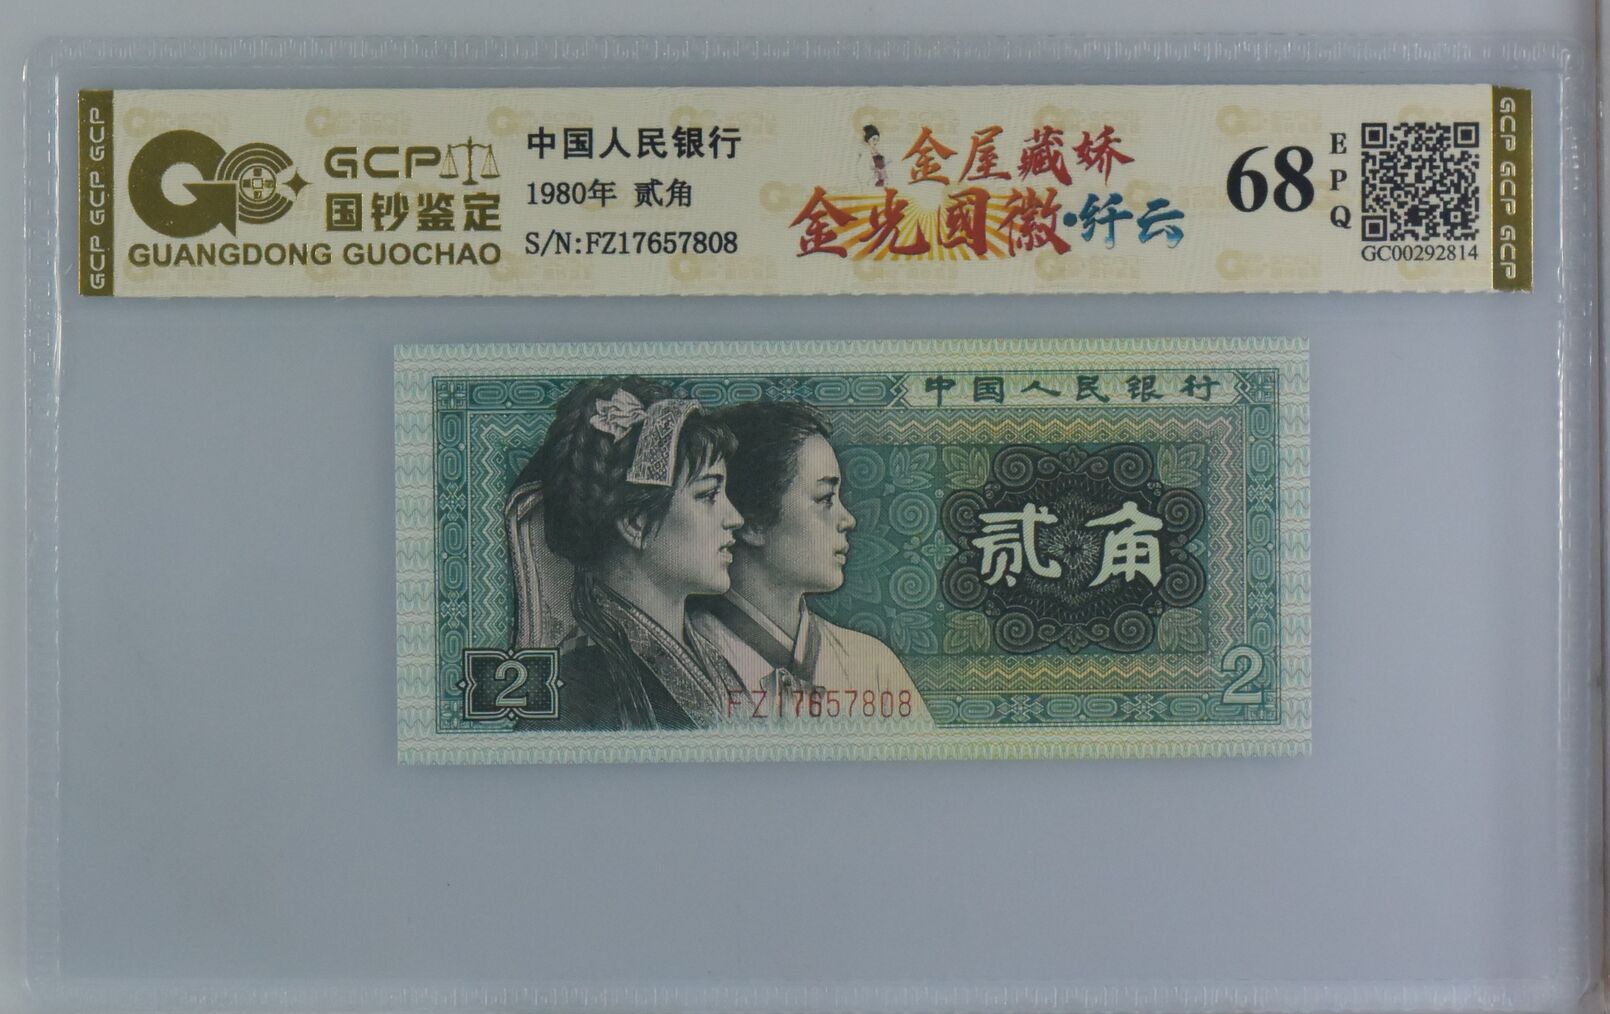 GCP GCP GCP
GCP
国钞鉴定
GUANGDONG GUOCHAO
中国人民银行
1980年 贰角
S/N:FZ17657808
金屋藏娇
金光國徽·纤云
68
EPQ
GC00292814
GCP GCP GCP
中国人民银行
贰角
2
2
FZ17657808